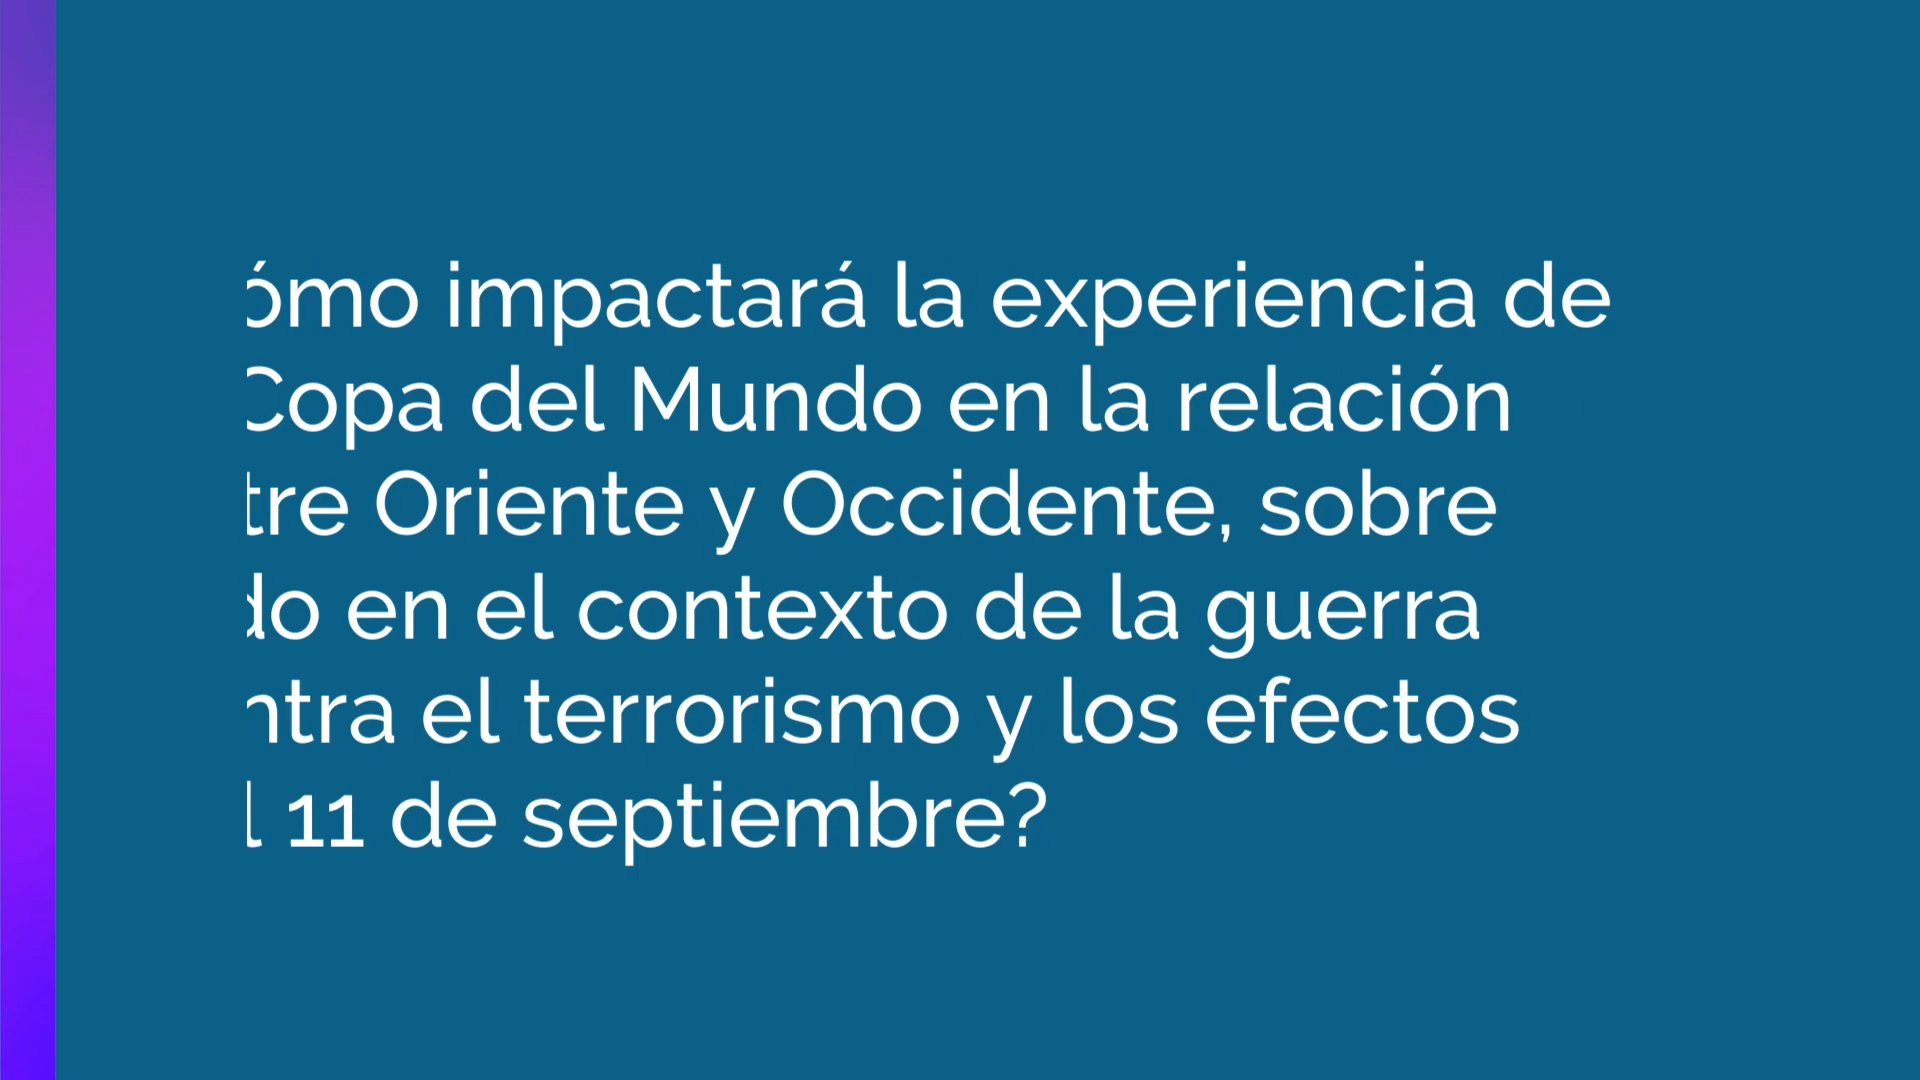 ómo impactará la experiencia de
Copa del Mundo en la relación
tre Oriente y Occidente, sobre
do en el contexto de la guerra
ntra el terrorismo y los efectos
l 11 de septiembre?